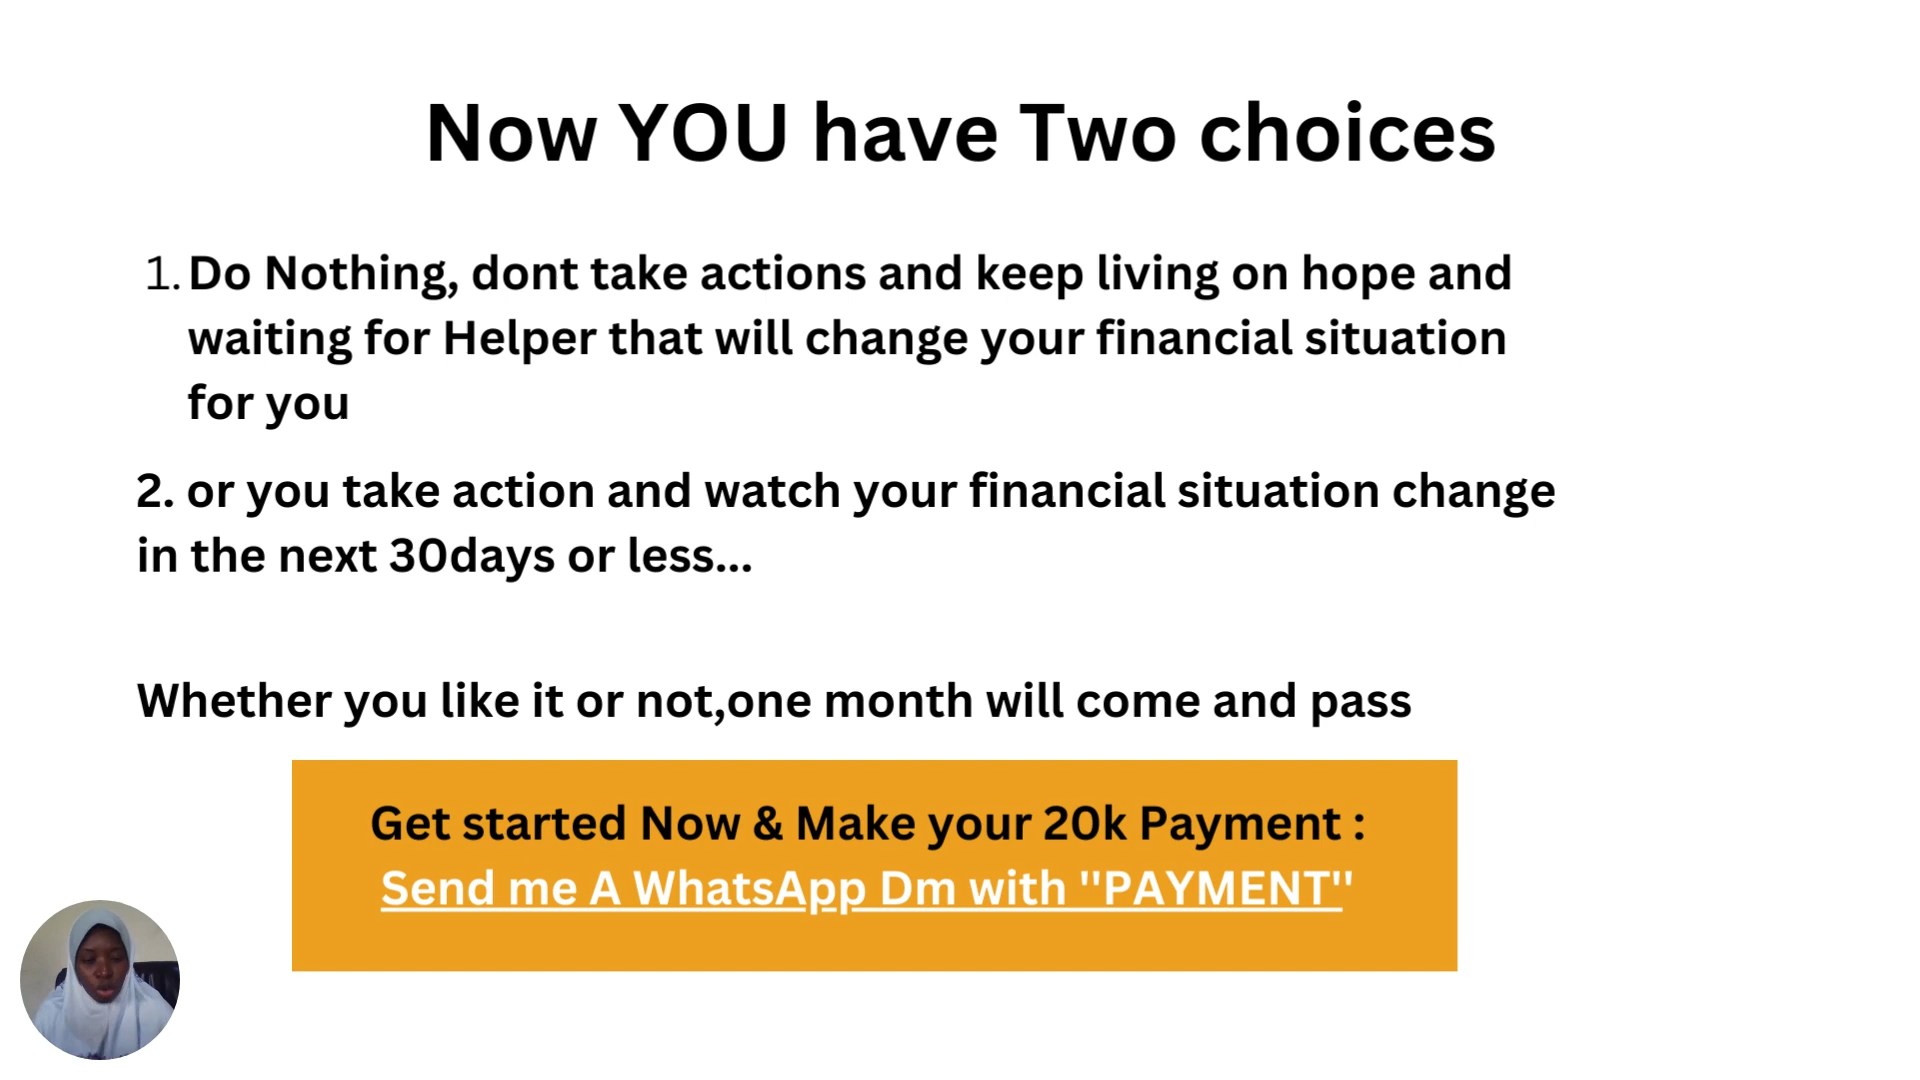 Now YOU have Two choices
1. Do Nothing, dont take actions and keep living on hope and
waiting for Helper that will change your financial situation
for you
2. or you take action and watch your financial situation change
in the next 30days or less...
Whether you like it or not,one month will come and pass
Get started Now & Make your 20k Payment :
Send me A WhatsApp Dm with "PAYMENT"